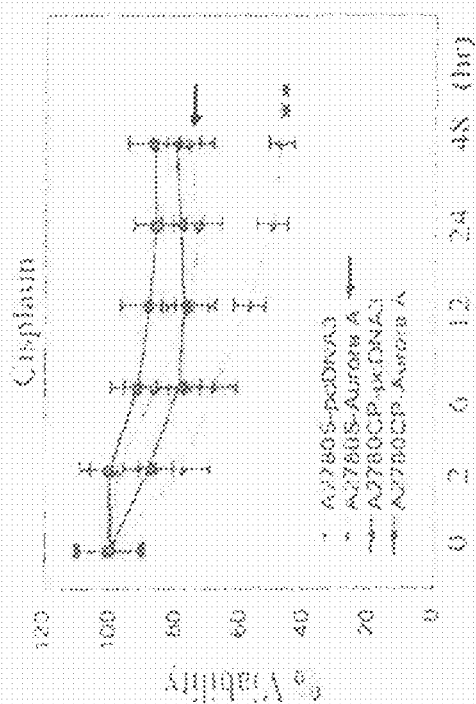 Cisplatin
120
100
80
60
40
20
0
% Viability
0 2 6 12 24 48 (hr)
A2780S-pcDNA3
A2780S-Aurora A
A2780CP-pcDNA3
A2780CP-Aurora A
**